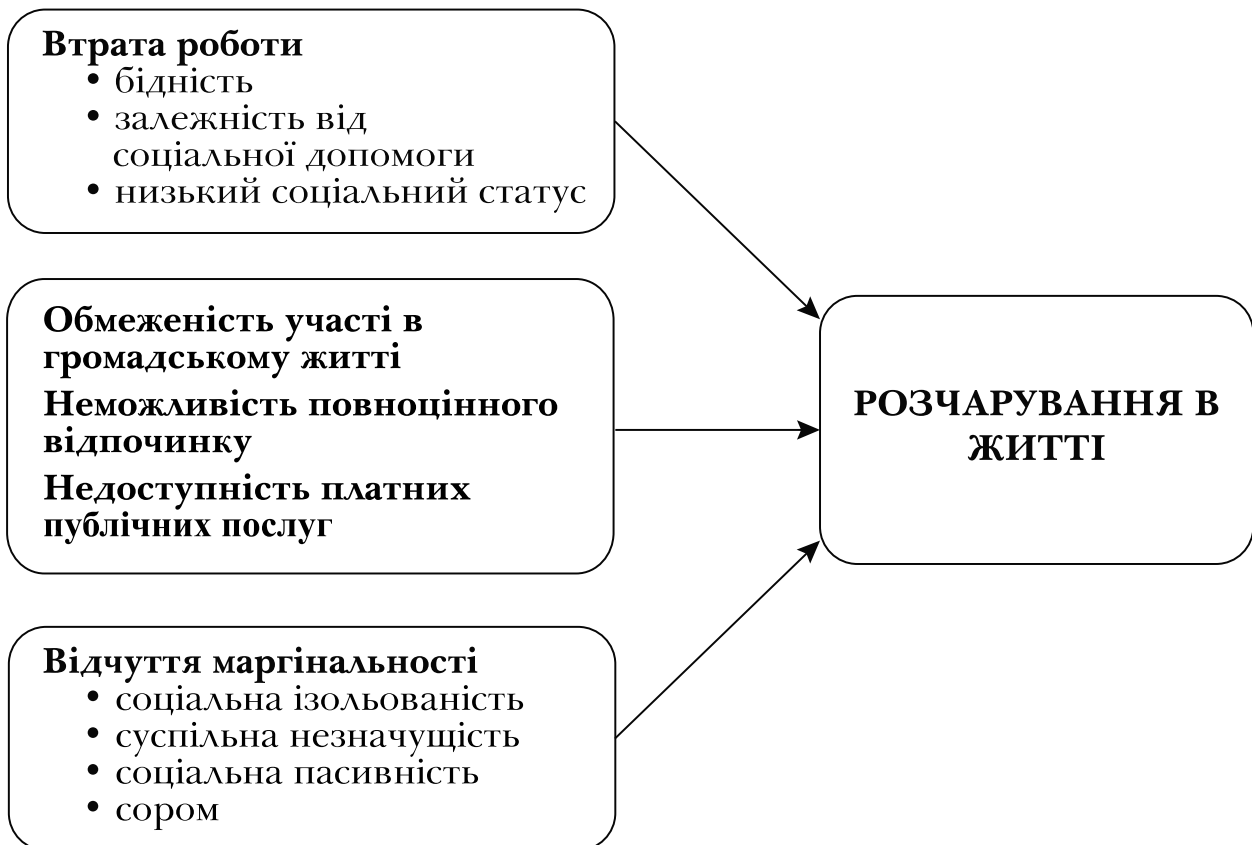 Втрата роботи
• бідність
• залежність від
соціальної допомоги
• низький соціальний статус
Обмеженість участі в
громадському житті
Неможливість повноцінного
відпочинку
Недоступність платних
публічних послуг
Відчуття маргінальності
• соціальна ізольованість
• суспільна незначущість
• соціальна пасивність
• сором
РОЗЧАРУВАННЯ В
ЖИТТІ